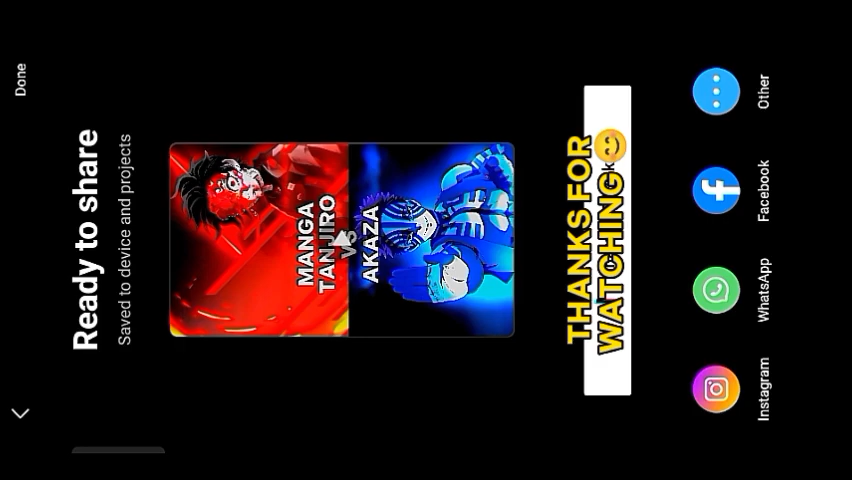 Done
Ready to share
Saved to device and projects
MANGA
TANJIRO
VS
AKAZA
THANKS FOR
WATCHING
Instagram
WhatsApp
Facebook
Other